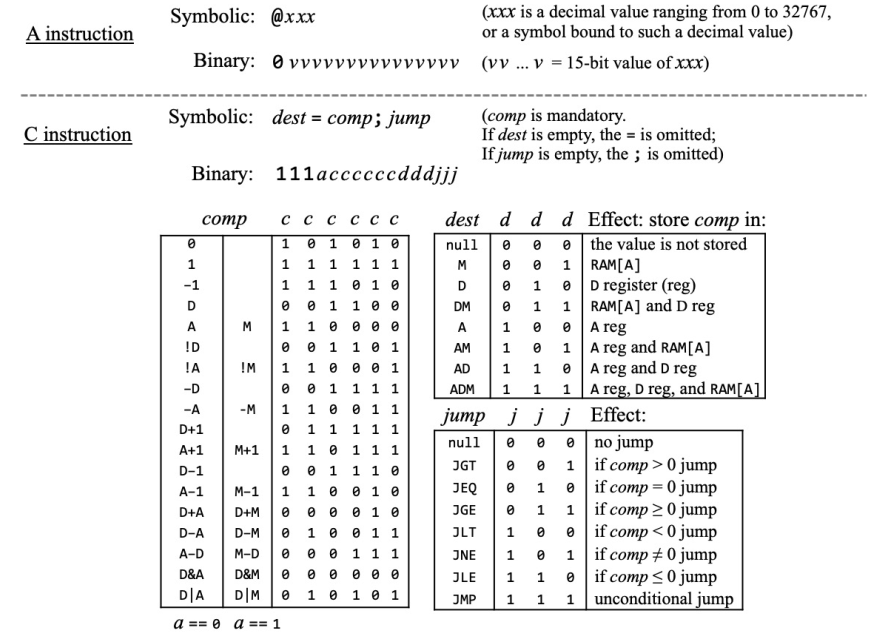 A instruction
Symbolic: @xxx
(xxx is a decimal value ranging from 0 to 32767,
or a symbol bound to such a decimal value)
Binary: 0 vvvvvvvvvvvvvvv
(vv ... v = 15-bit value of xxx)
C instruction
Symbolic: dest = comp; jump
(comp is mandatory.
If dest is empty, the = is omitted;
If jump is empty, the ; is omitted)
Binary: 111accccccdddjjj
comp c c c c c c
0 1 0 1 0 1 0
1 1 1 1 1 1 1
-1 1 1 1 0 1 0
D 0 0 1 1 0 0
A M 1 1 0 0 0 0
!D 0 0 1 1 0 1
!A !M 1 1 0 0 0 1
-D 0 0 1 1 1 1
-A -M 1 1 0 0 1 1
D+1 0 1 1 1 1 1
A+1 M+1 1 1 0 1 1 1
D-1 0 0 1 1 1 0
A-1 M-1 1 1 0 0 1 0
D+A D+M 0 0 0 0 1 0
D-A D-M 0 1 0 0 1 1
A-D M-D 0 0 0 1 1 1
D&A D&M 0 0 0 0 0 0
D|A D|M 0 1 0 1 0 1
a == 0 a == 1
dest d d d Effect: store comp in:
null 0 0 0 the value is not stored
M 0 0 1 RAM[A]
D 0 1 0 D register (reg)
DM 0 1 1 RAM[A] and D reg
A 1 0 0 A reg
AM 1 0 1 A reg and RAM[A]
AD 1 1 0 A reg and D reg
ADM 1 1 1 A reg, D reg, and RAM[A]
jump j j j Effect:
null 0 0 0 no jump
JGT 0 0 1 if comp > 0 jump
JEQ 0 1 0 if comp = 0 jump
JGE 0 1 1 if comp ≥ 0 jump
JLT 1 0 0 if comp < 0 jump
JNE 1 0 1 if comp ≠ 0 jump
JLE 1 1 0 if comp ≤ 0 jump
JMP 1 1 1 unconditional jump